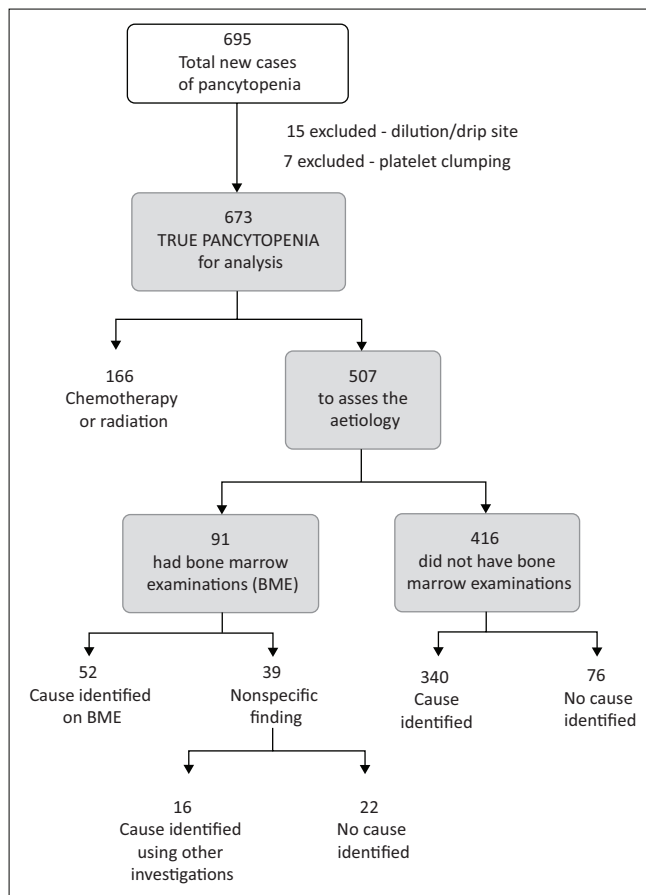 695
Total new cases
of pancytopenia
15 excluded - dilution/drip site
7 excluded - platelet clumping
673
TRUE PANCYTOPENIA
for analysis
166
Chemotherapy
or radiation
507
to asses the
aetiology
91
had bone marrow
examinations (BME)
416
did not have bone
marrow examinations
52
Cause identified
on BME
39
Nonspecific
finding
340
Cause
identified
76
No cause
identified
16
Cause identified
using other
investigations
22
No cause
identified